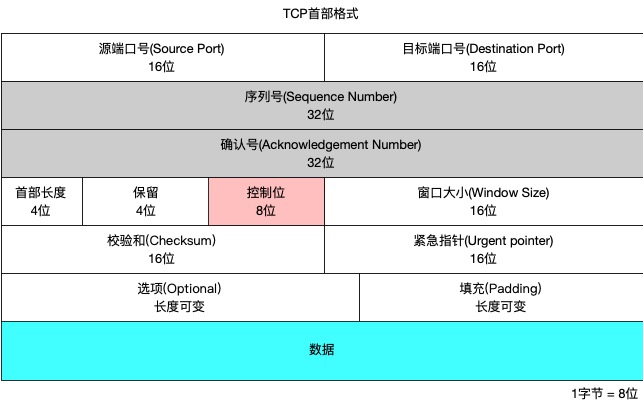 TCP首部格式
源端口号(Source Port)
16位
目标端口号(Destination Port)
16位
序列号(Sequence Number)
32位
确认号(Acknowledgement Number)
32位
首部长度
4位
保留
4位
控制位
8位
窗口大小(Window Size)
16位
校验和(Checksum)
16位
紧急指针(Urgent pointer)
16位
选项(Optional)
长度可变
填充(Padding)
长度可变
数据
1字节 = 8位